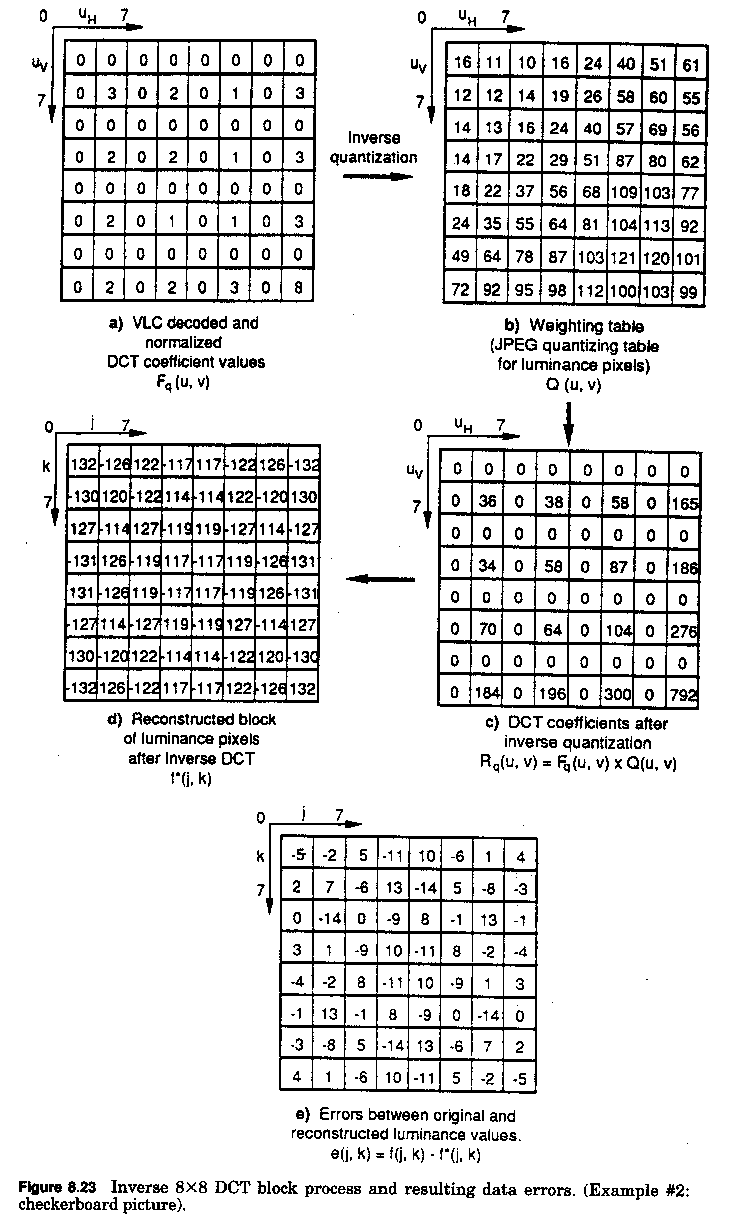 0 u_H 7
u_V
7
0 0 0 0 0 0 0 0
0 3 0 2 0 1 0 3
0 0 0 0 0 0 0 0
0 2 0 2 0 1 0 3
0 0 0 0 0 0 0 0
0 2 0 1 0 1 0 3
0 0 0 0 0 0 0 0
0 2 0 2 0 3 0 8
a) VLC decoded and
normalized
DCT coefficient values
F_q (u, v)
Inverse
quantization
0 u_H 7
u_V
7
16 11 10 16 24 40 51 61
12 12 14 19 26 58 60 55
14 13 16 24 40 57 69 56
14 17 22 29 51 87 80 62
18 22 37 56 68 109 103 77
24 35 55 64 81 104 113 92
49 64 78 87 103 121 120 101
72 92 95 98 112 100 103 99
b) Weighting table
(JPEG quantizing table
for luminance pixels)
Q (u, v)
0 u_H 7
u_V
7
0 0 0 0 0 0 0 0
0 36 0 38 0 58 0 165
0 0 0 0 0 0 0 0
0 34 0 58 0 87 0 186
0 0 0 0 0 0 0 0
0 70 0 64 0 104 0 276
0 0 0 0 0 0 0 0
0 184 0 196 0 300 0 792
c) DCT coefficients after
inverse quantization
R_q(u, v) = F_q(u, v) x Q(u, v)
0 j 7
k
7
132 -126 122 -117 117 -122 126 -132
-130 120 -122 114 -114 122 -120 130
127 -114 127 -119 119 -127 114 -127
-131 126 -119 117 -117 119 -126 131
131 -126 119 -117 117 -119 126 -131
-127 114 -127 119 -119 127 -114 127
130 -120 122 -114 114 -122 120 -130
-132 126 -122 117 -117 122 -126 132
d) Reconstructed block
of luminance pixels
after Inverse DCT
f*(j, k)
0 j 7
k
7
-5 -2 5 -11 10 -6 1 4
2 7 -6 13 -14 5 -8 -3
0 -14 0 -9 8 -1 13 -1
3 1 -9 10 -11 8 -2 -4
-4 -2 8 -11 10 -9 1 3
-1 13 -1 8 -9 0 -14 0
-3 -8 5 -14 13 -6 7 2
4 1 -6 10 -11 5 -2 -5
e) Errors between original and
reconstructed luminance values.
e(j, k) = f(j, k) - f*(j, k)
Figure 8.23 Inverse 8×8 DCT block process and resulting data errors. (Example #2:
checkerboard picture).